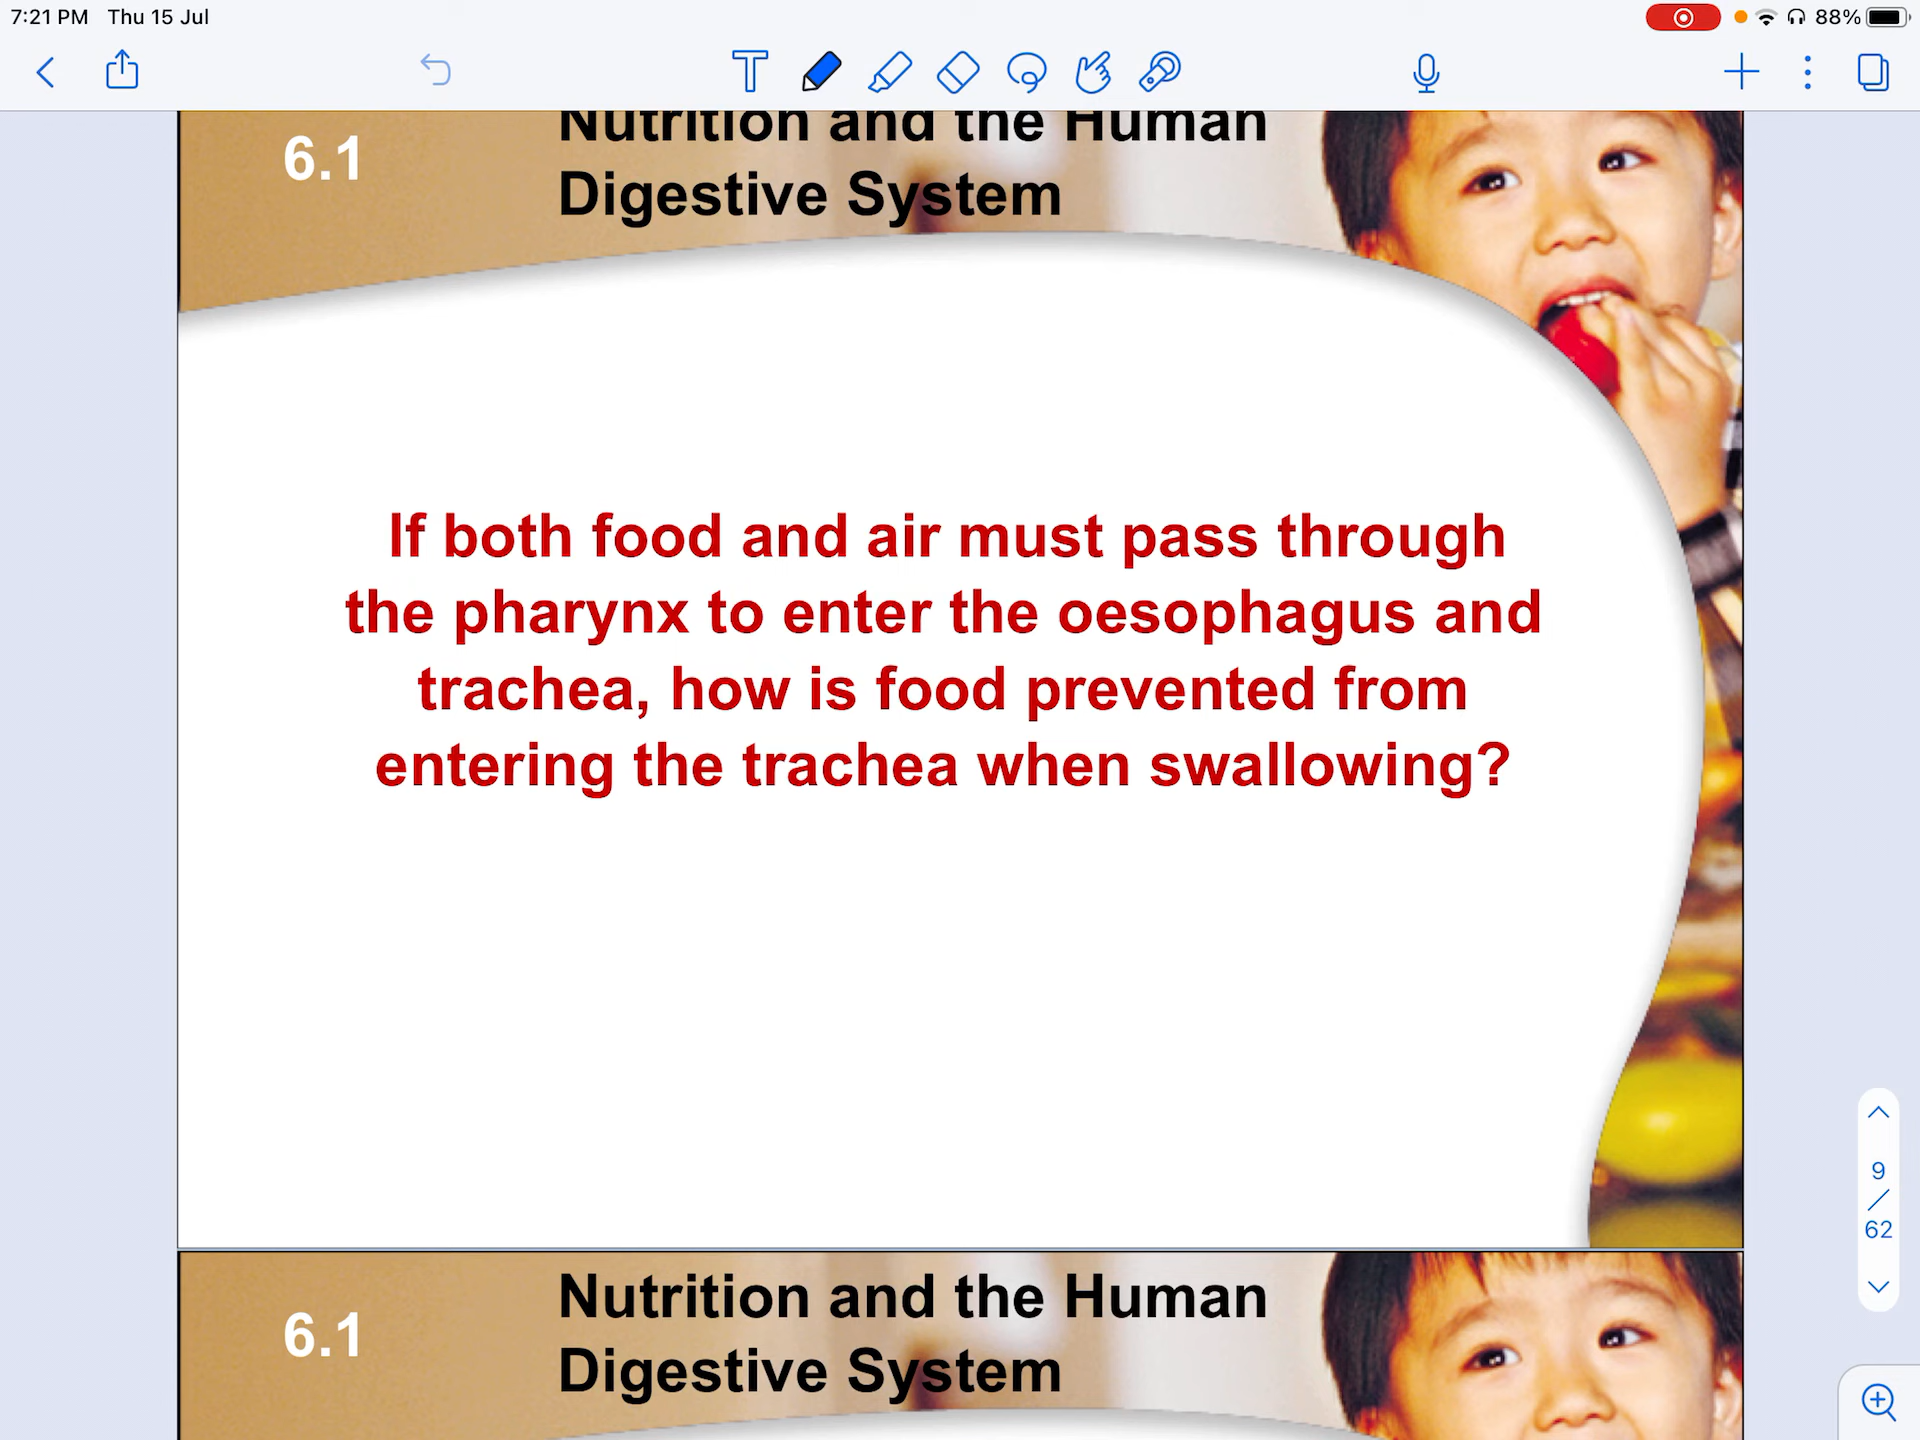 7:21 PM Thu 15 Jul
88%
6.1
Nutrition and the Human
Digestive System
If both food and air must pass through
the pharynx to enter the oesophagus and
trachea, how is food prevented from
entering the trachea when swallowing?
9
/
62
6.1
Nutrition and the Human
Digestive System